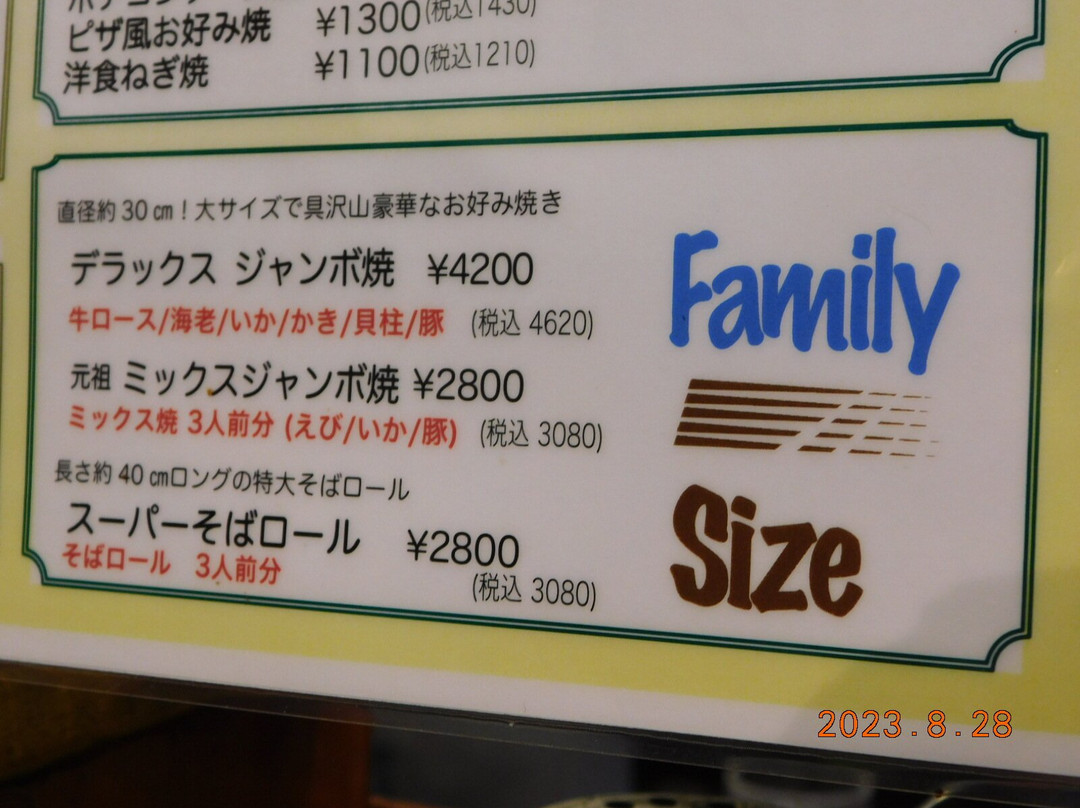 ピザ風お好み焼 ¥1300(税込1430)
洋食ねぎ焼 ¥1100(税込1210)
直径約30㎝！大サイズで具沢山豪華なお好み焼き
デラックス ジャンボ焼 ¥4200
牛ロース/海老/いか/かき/貝柱/豚 (税込 4620)
元祖 ミックスジャンボ焼 ¥2800
ミックス焼 3人前分 (えび/いか/豚) (税込 3080)
長さ約 40 ㎝ロングの特大そばロール
スーパーそばロール ¥2800
そばロール 3人前分 (税込 3080)
Family
Size
2023.8.28